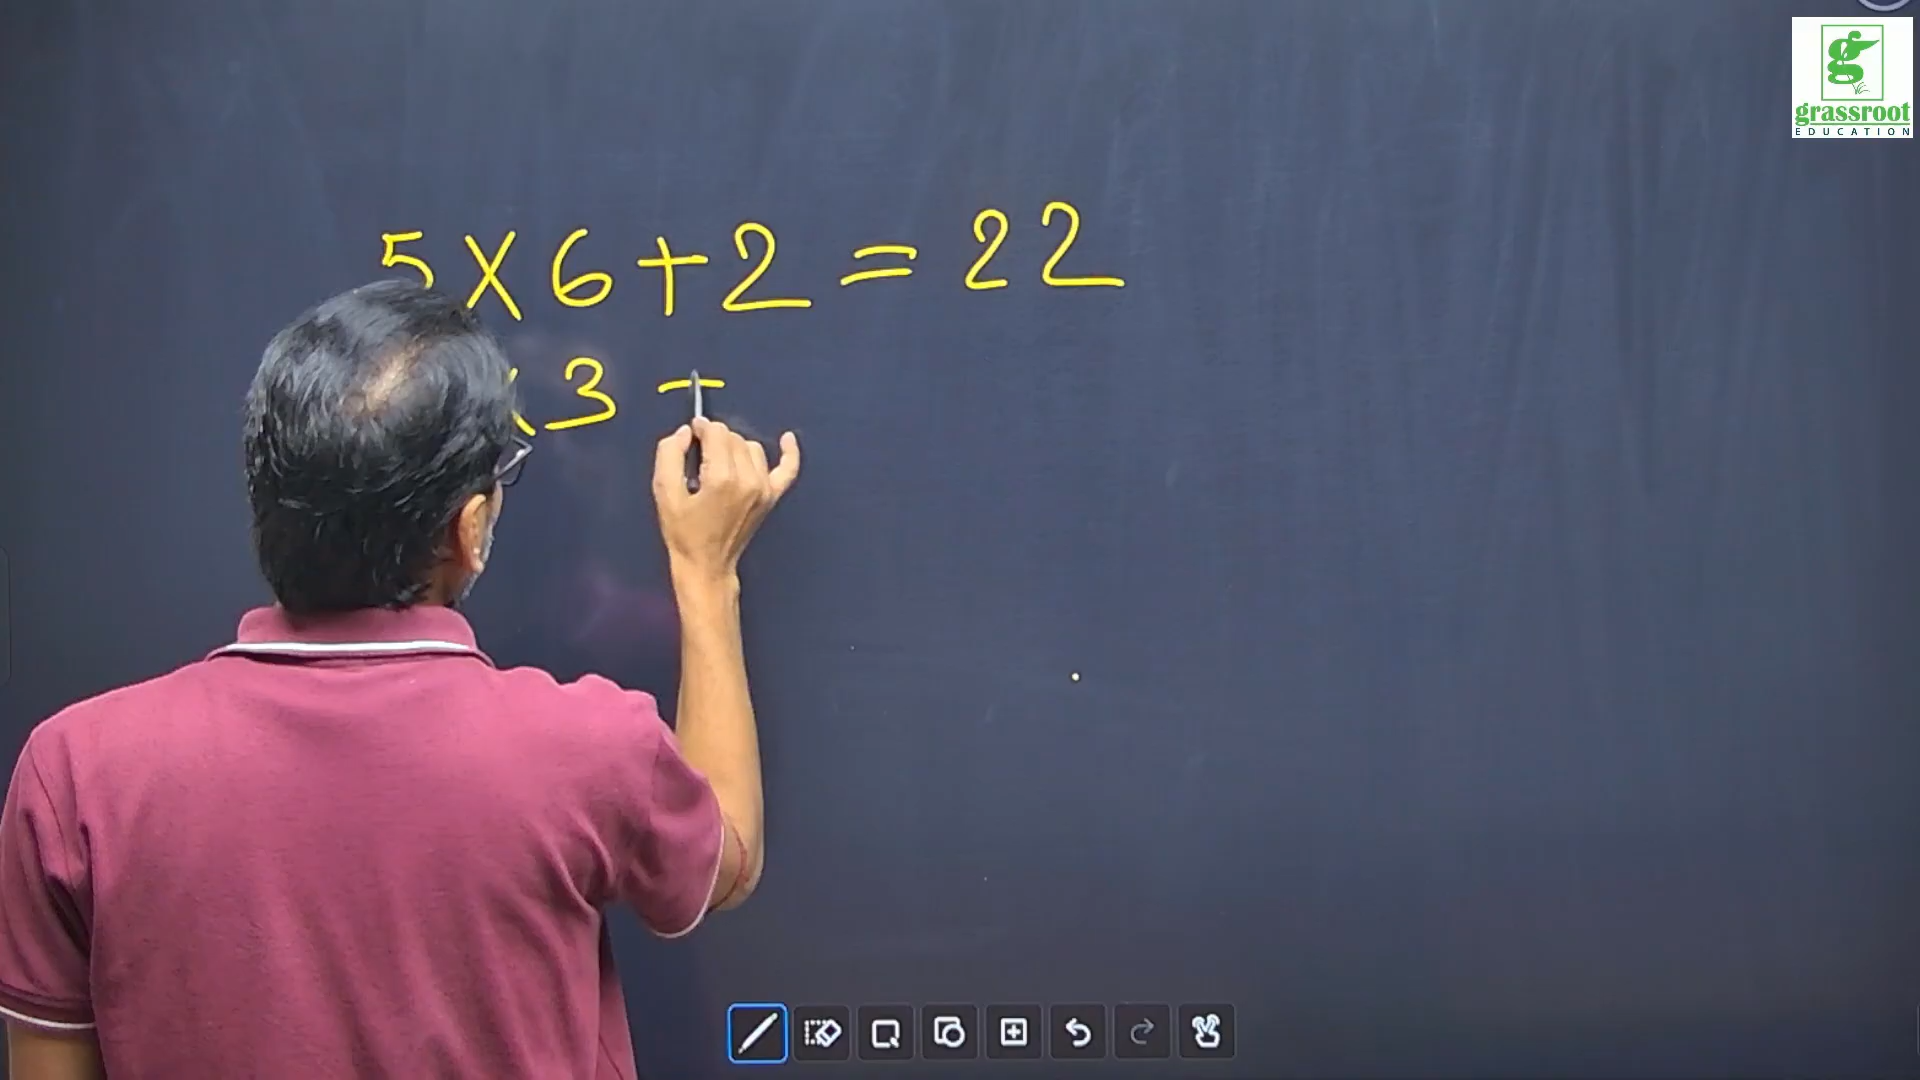 5 × 6 + 2 = 22
× 3 -
grassroot
EDUCATION